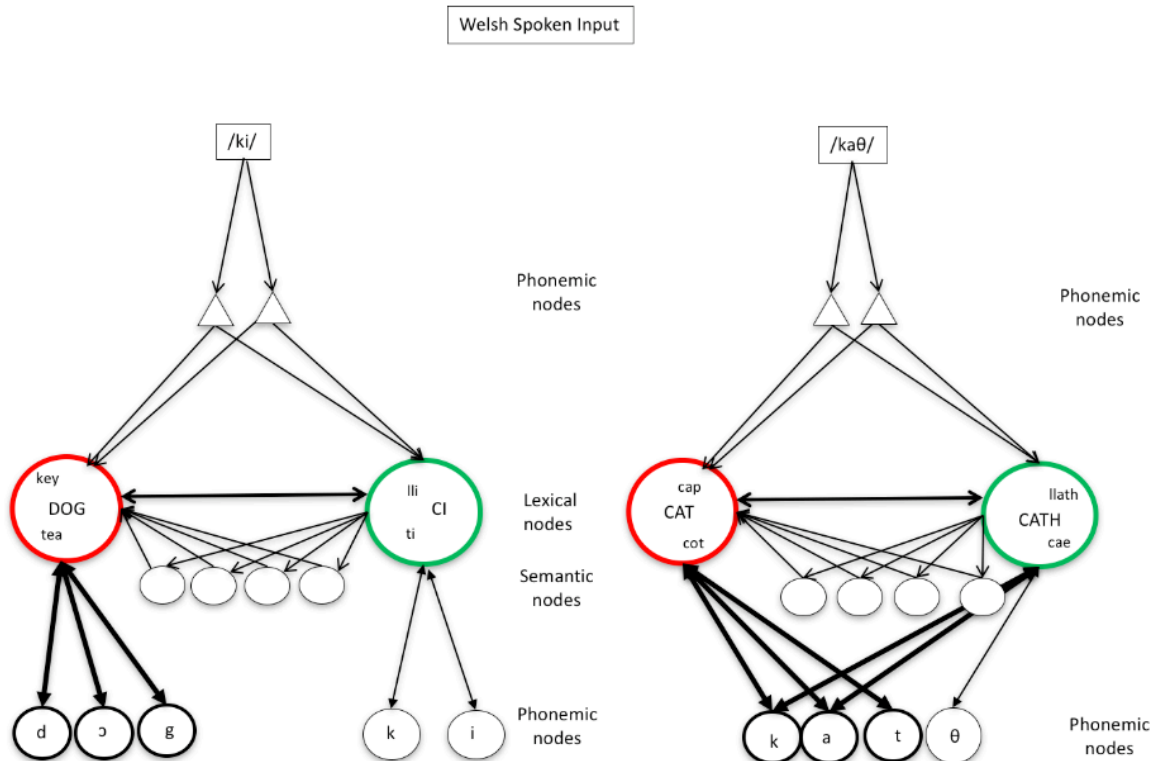 Welsh Spoken Input
/ki/
/kaθ/
Phonemic
nodes
Phonemic
nodes
key
DOG
tea
lli
CI
ti
Lexical
nodes
cap
CAT
cot
llath
CATH
cae
Semantic
nodes
d
ɔ
g
k
i
Phonemic
nodes
k
a
t
θ
Phonemic
nodes